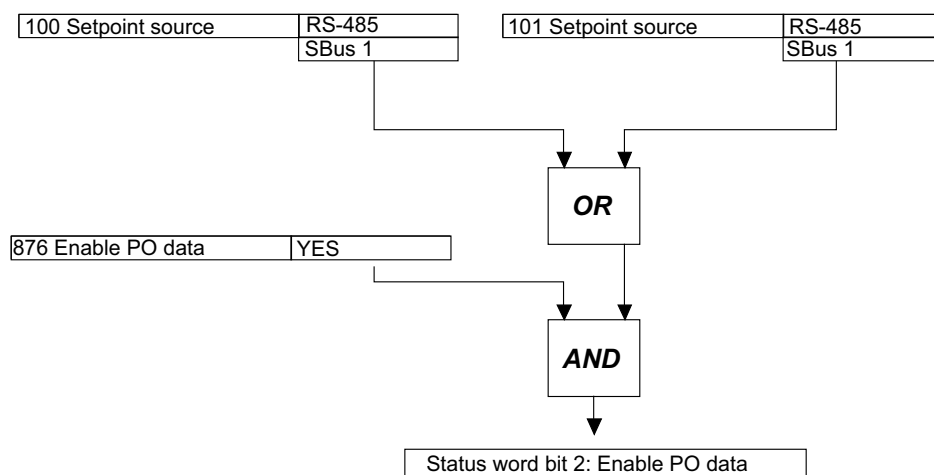 100 Setpoint source RS-485
SBus 1
101 Setpoint source RS-485
SBus 1
OR
876 Enable PO data YES
AND
Status word bit 2: Enable PO data